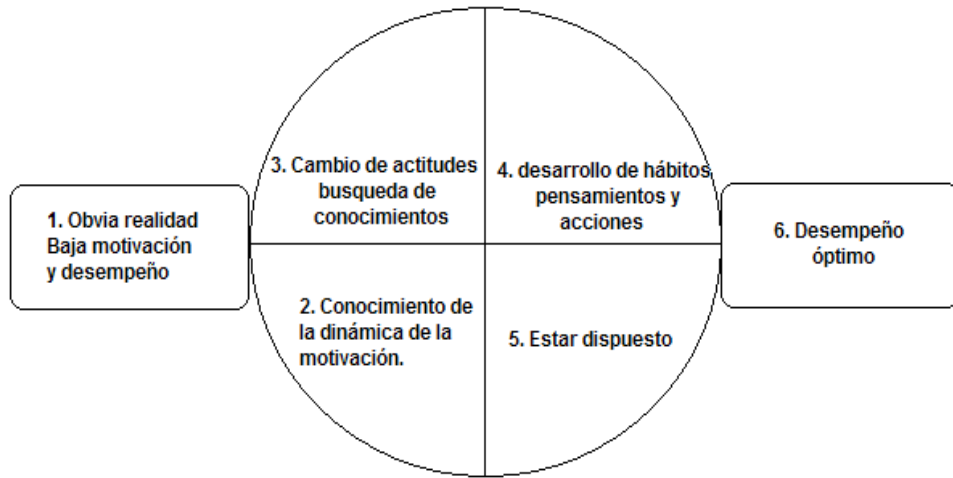 1. Obvia realidad
Baja motivación
y desempeño
2. Conocimiento de
la dinámica de la
motivación.
3. Cambio de actitudes
busqueda de
conocimientos
4. desarrollo de hábitos
pensamientos y
acciones
5. Estar dispuesto
6. Desempeño
óptimo